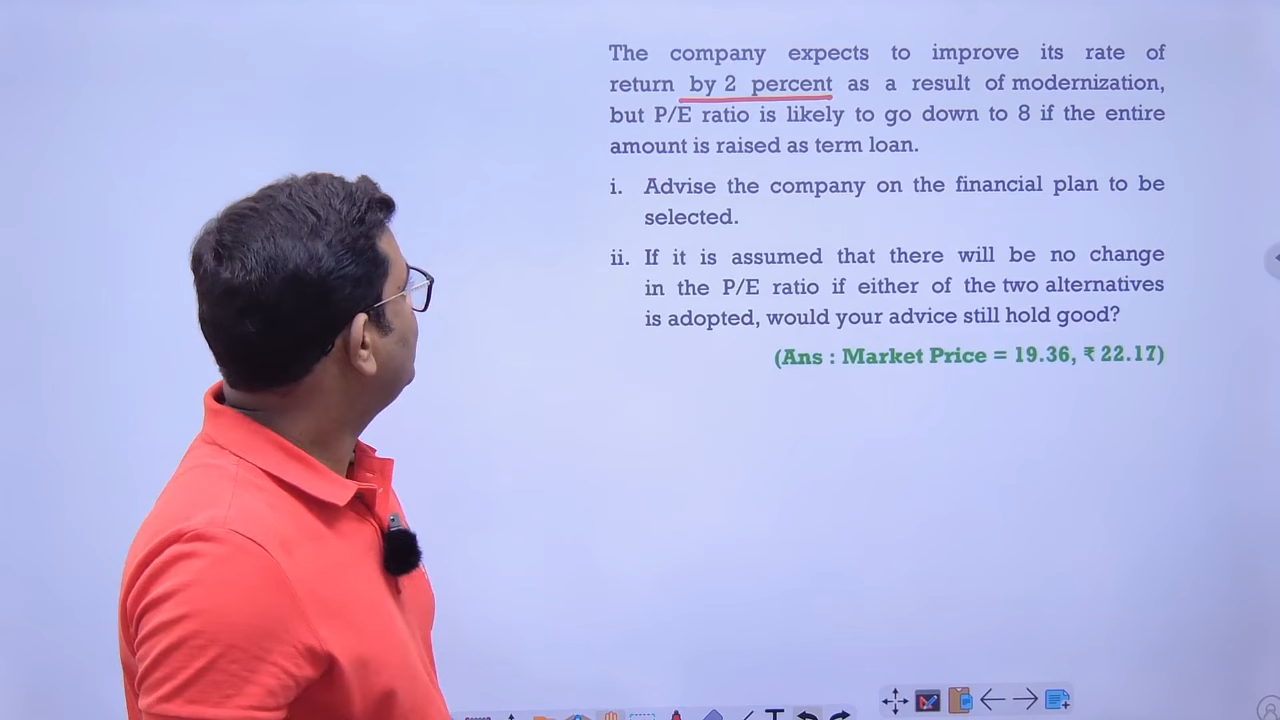 The company expects to improve its rate of
return by 2 percent as a result of modernization,
but P/E ratio is likely to go down to 8 if the entire
amount is raised as term loan.
i. Advise the company on the financial plan to be
selected.
ii. If it is assumed that there will be no change
in the P/E ratio if either of the two alternatives
is adopted, would your advice still hold good?
(Ans : Market Price = 19.36, ₹ 22.17)